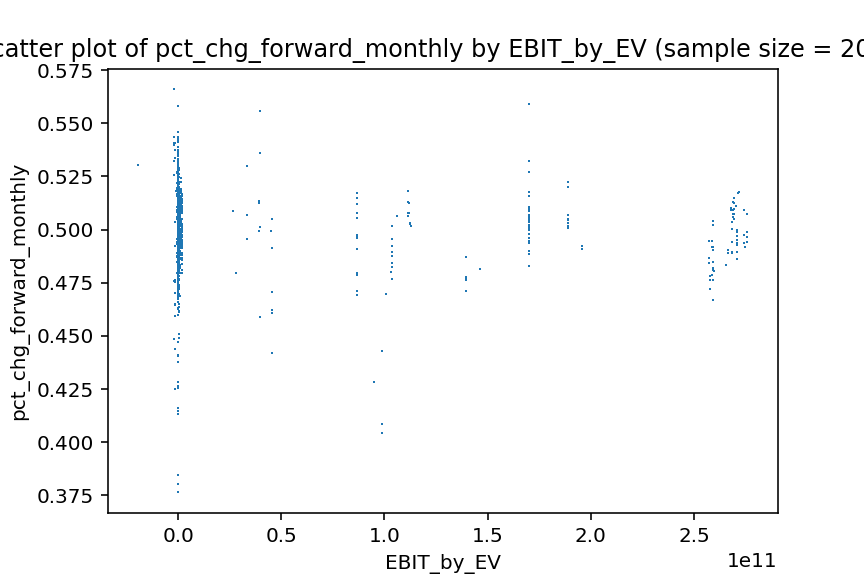 catter plot of pct_chg_forward_monthly by EBIT_by_EV (sample size = 20
0.575
0.550
0.525
0.500
0.475
0.450
0.425
0.400
0.375
pct_chg_forward_monthly
0.0 0.5 1.0 1.5 2.0 2.5
1e11
EBIT_by_EV